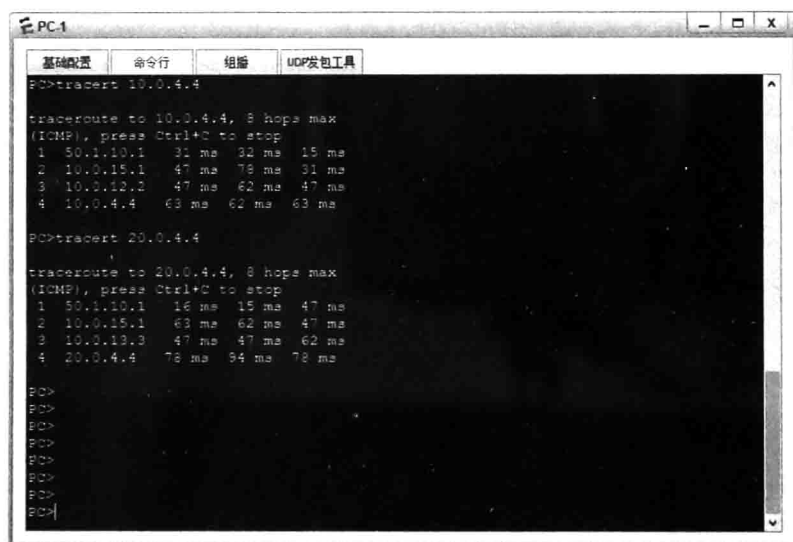 PC-1
基础配置 命令行 组播 UDP发包工具
PC>tracert 10.0.4.4
traceroute to 10.0.4.4, 8 hops max
(ICMP), press Ctrl+C to stop
1 50.1.10.1 31 ms 32 ms 15 ms
2 10.0.15.1 47 ms 78 ms 31 ms
3 10.0.12.2 47 ms 62 ms 47 ms
4 10.0.4.4 63 ms 62 ms 63 ms
PC>tracert 20.0.4.4
traceroute to 20.0.4.4, 8 hops max
(ICMP), press Ctrl+C to stop
1 50.1.10.1 16 ms 15 ms 47 ms
2 10.0.15.1 63 ms 62 ms 47 ms
3 10.0.13.3 47 ms 47 ms 62 ms
4 20.0.4.4 78 ms 94 ms 78 ms
PC>
PC>
PC>
PC>
PC>
PC>
PC>
PC>